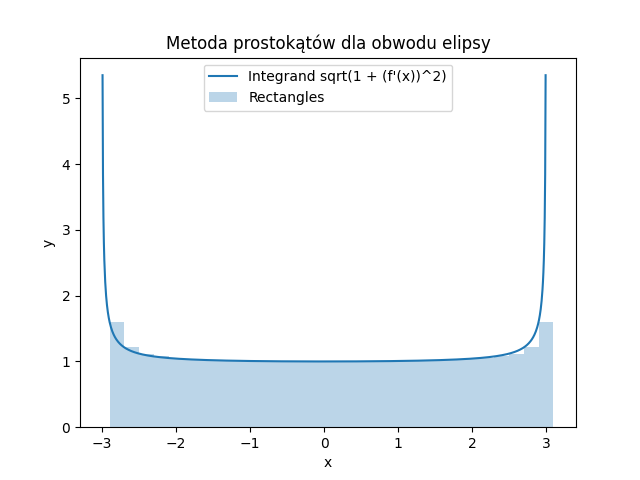 Metoda prostokątów dla obwodu elipsy
Integrand sqrt(1 + (f'(x))^2)
Rectangles
y
5
4
3
2
1
0
−3
−2
−1
0
1
2
3
x